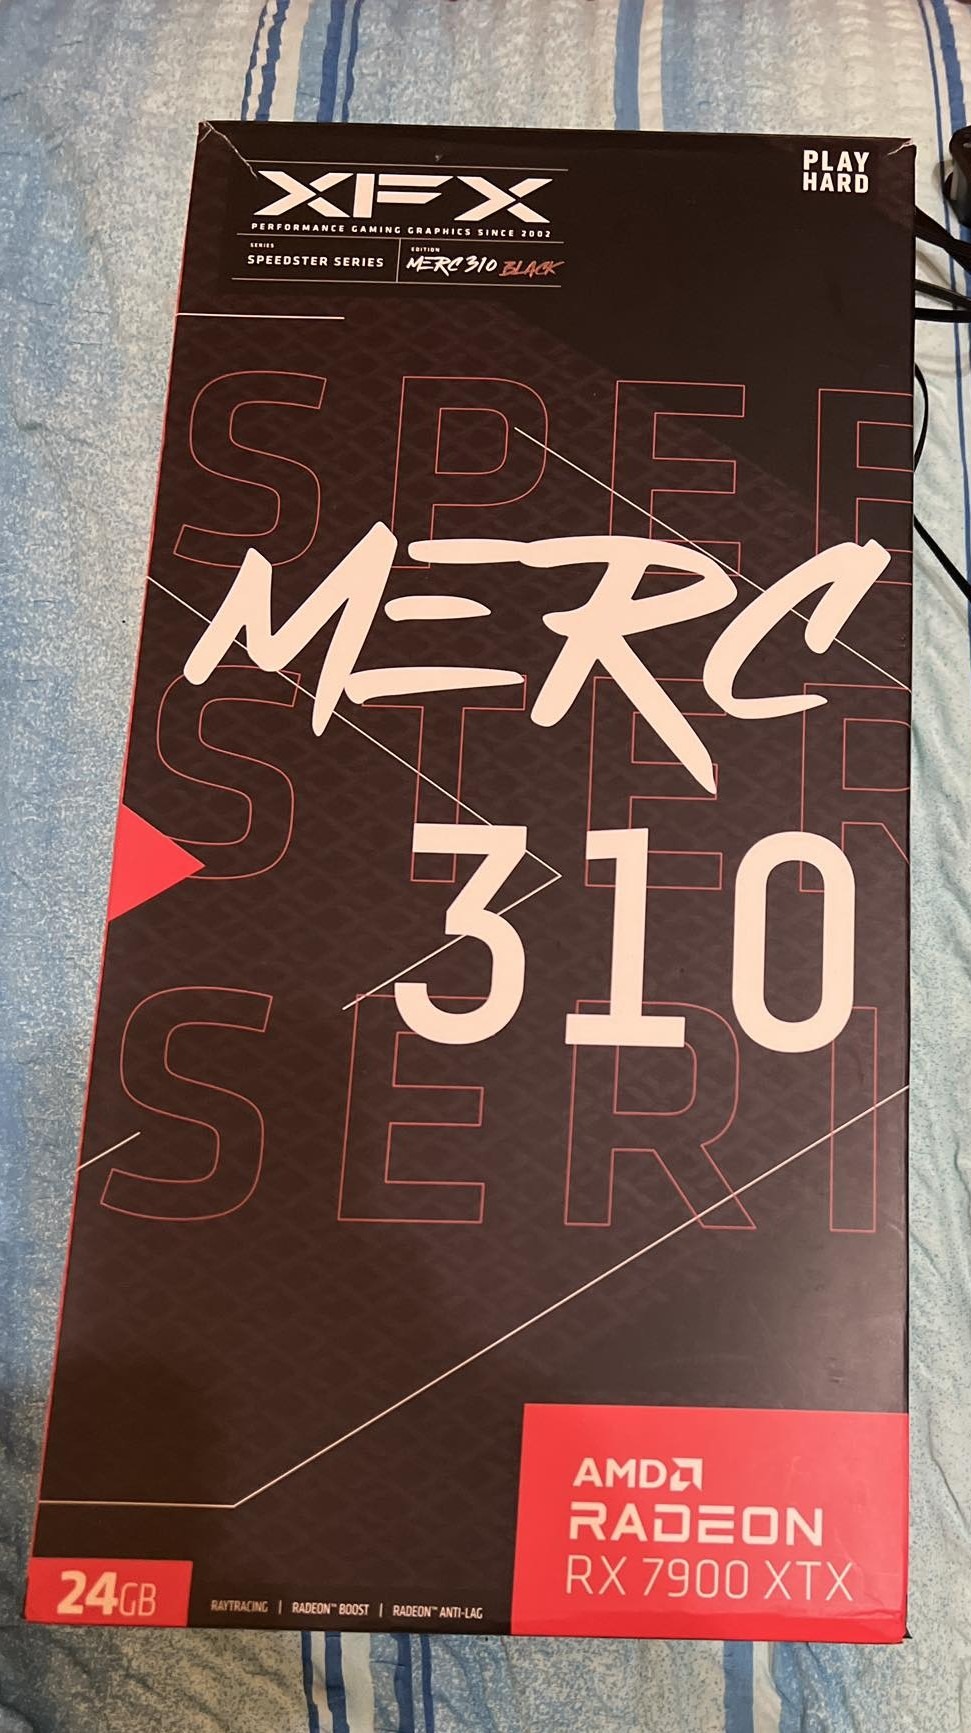 XFX
PLAY
HARD
PERFORMANCE GAMING GRAPHICS SINCE 2002
SERIES
SPEEDSTER SERIES
EDITION
MERC 310 BLACK
SPEE
MERC
STER
310
SERI
AMD
RADEON
RX 7900 XTX
24GB
RAYTRACING | RADEON™ BOOST | RADEON™ ANTI-LAG